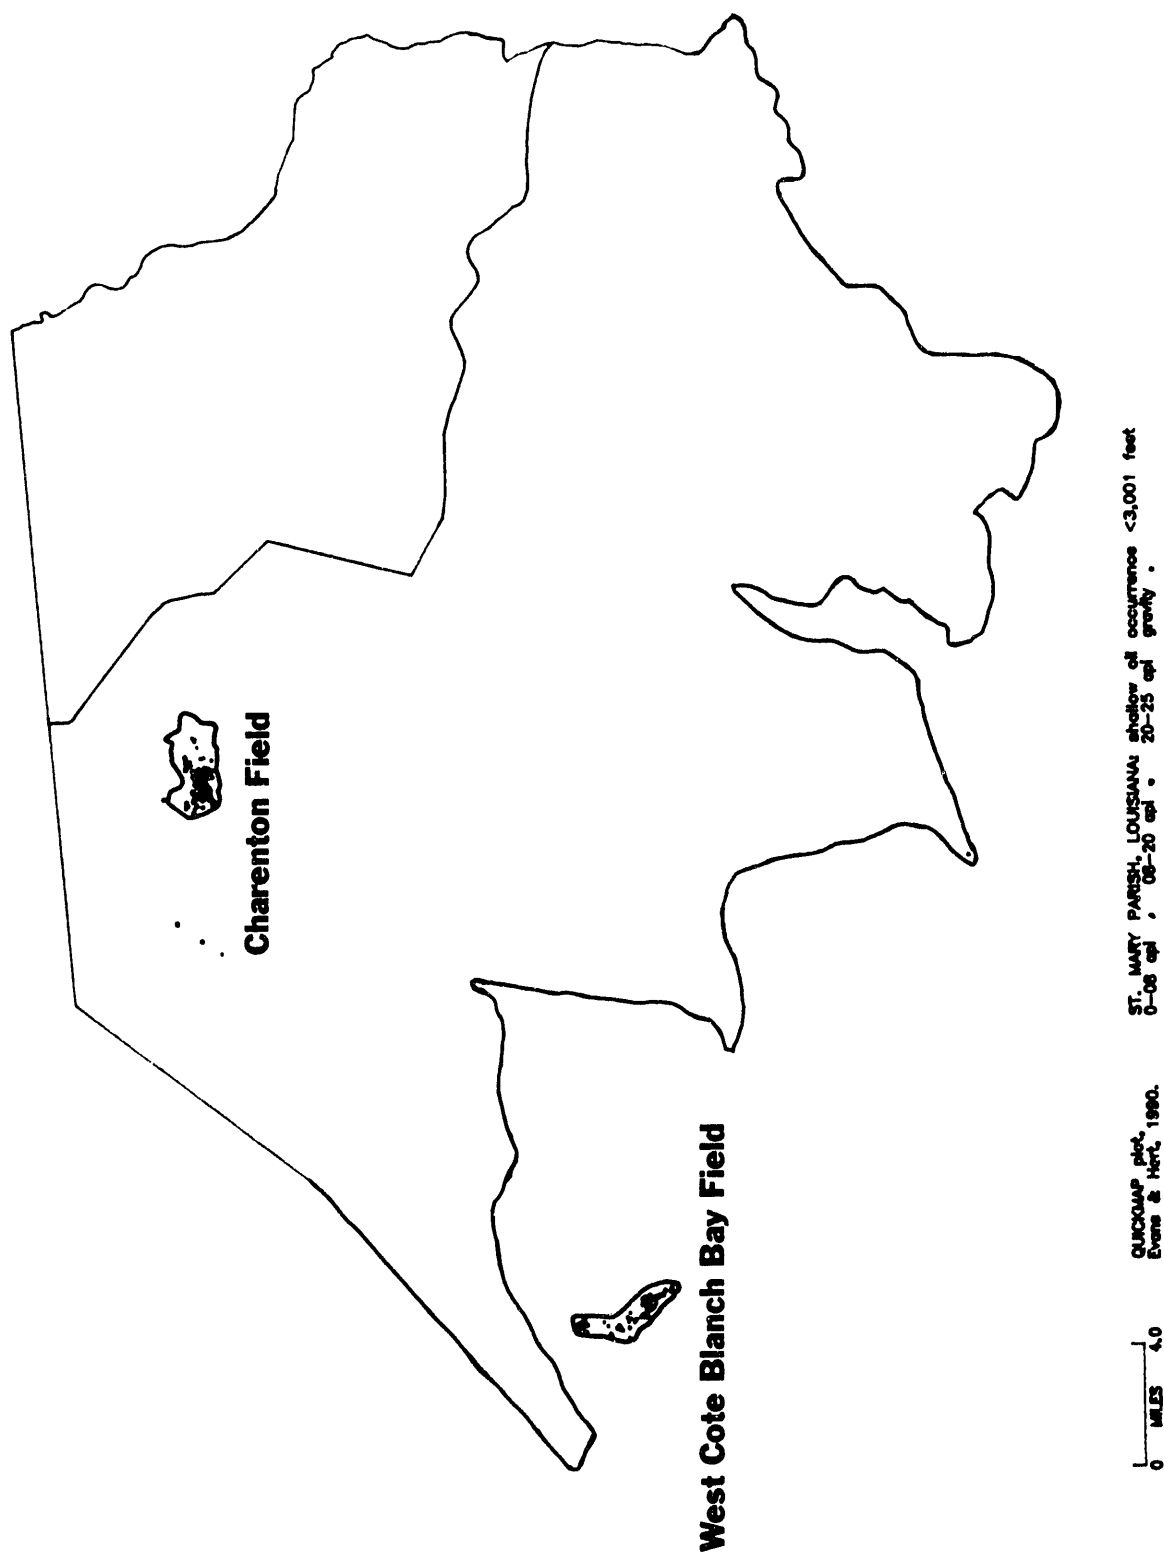 Charenton Field
West Cote Blanch Bay Field
0 MILES 4.0
QUICKMAP plot,
Evans & Hart, 1990.
ST. MARY PARISH, LOUISIANA: shallow oil occurrence <3,001 feet
0-08 api , 08-20 api • 20-25 api gravity •